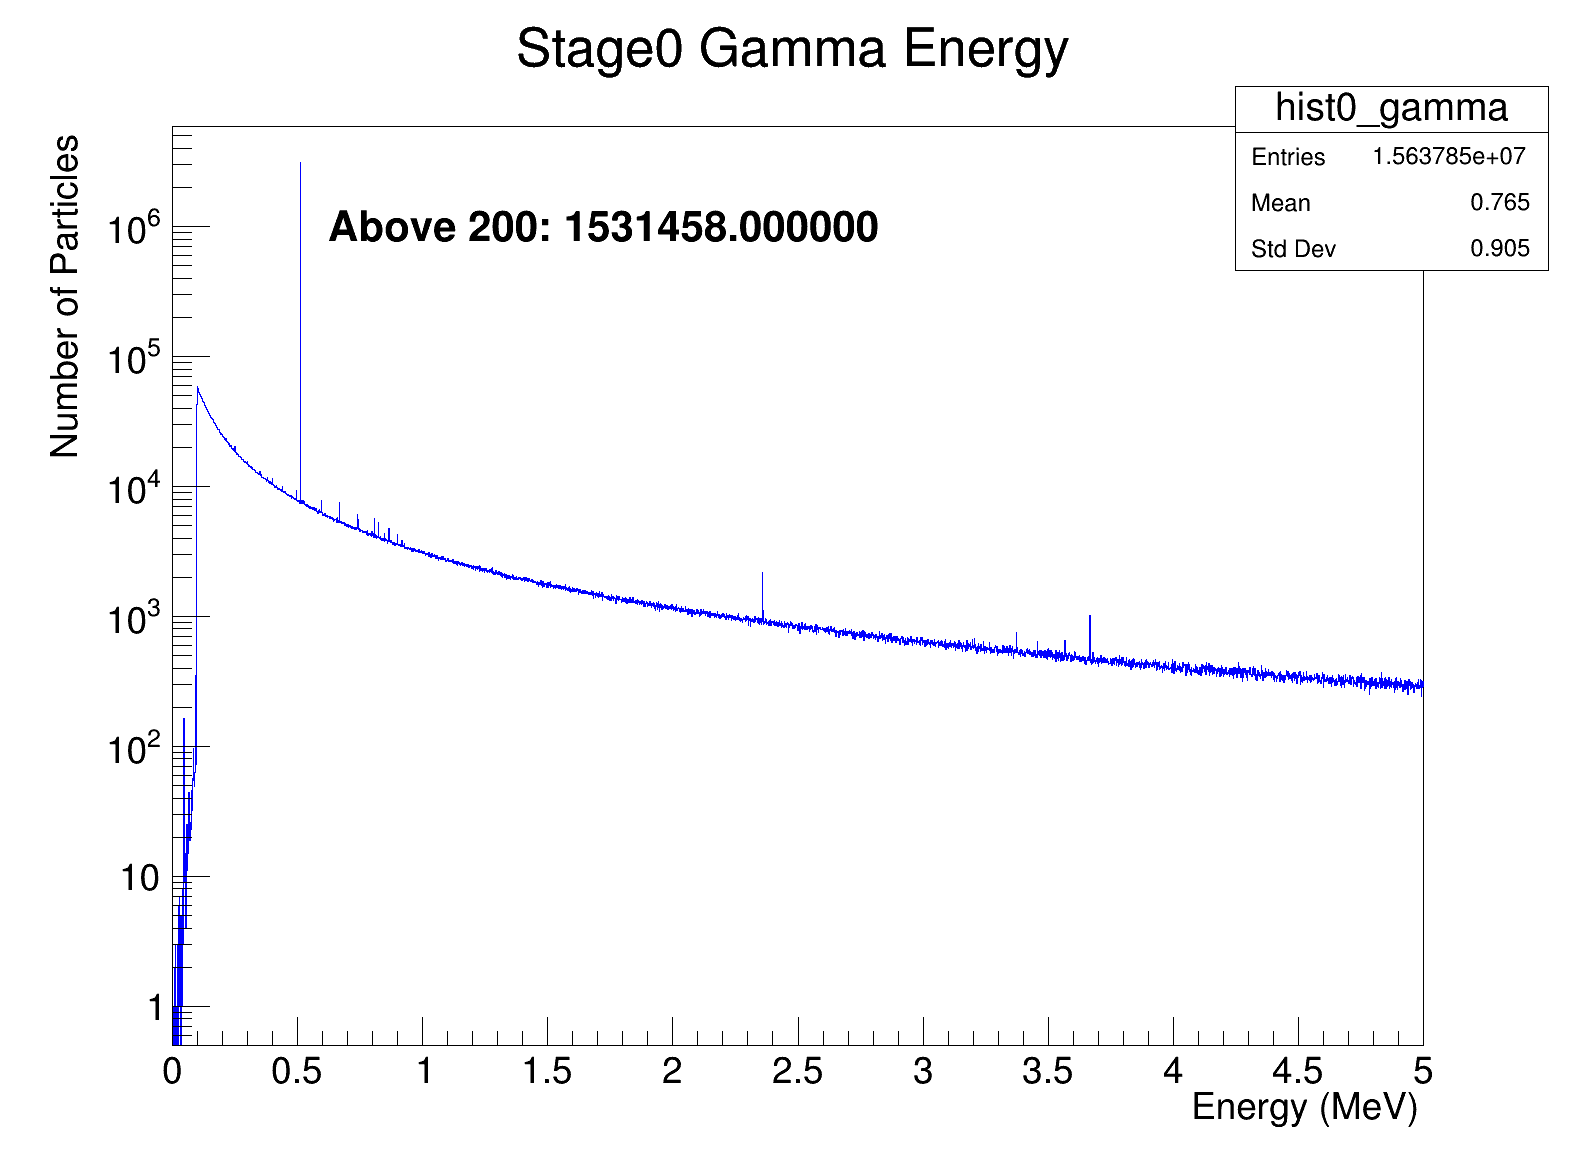 Stage0 Gamma Energy
hist0_gamma
Entries 1.563785e+07
Mean 0.765
Std Dev 0.905
Above 200: 1531458.000000
Number of Particles
10^6
10^5
10^4
10^3
10^2
10
1
0 0.5 1 1.5 2 2.5 3 3.5 4 4.5 5
Energy (MeV)